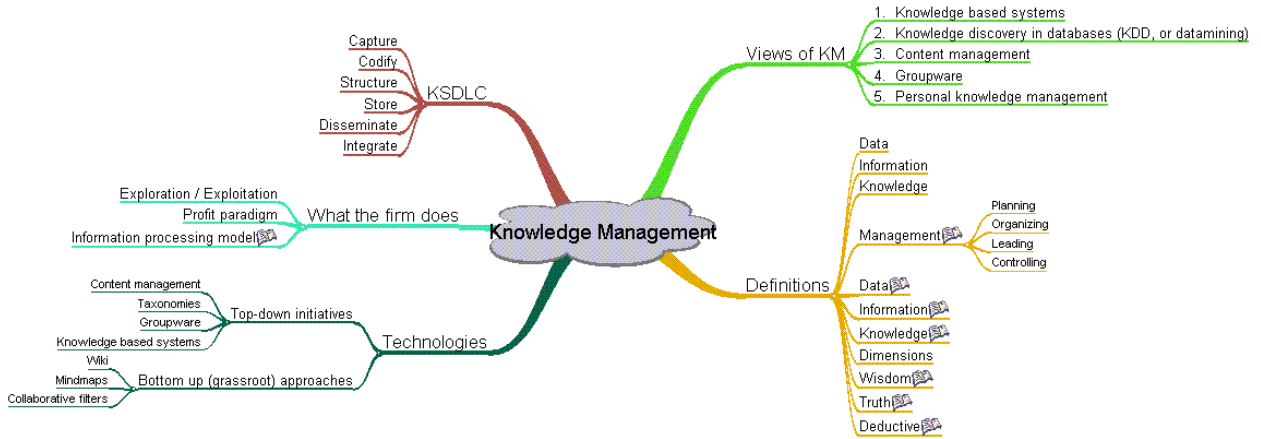 Knowledge Management
Views of KM
1. Knowledge based systems
2. Knowledge discovery in databases (KDD, or datamining)
3. Content management
4. Groupware
5. Personal knowledge management
Definitions
Data
Information
Knowledge
Management
Planning
Organizing
Leading
Controlling
Data
Information
Knowledge
Dimensions
Wisdom
Truth
Deductive
KSDLC
Capture
Codify
Structure
Store
Disseminate
Integrate
What the firm does
Exploration / Exploitation
Profit paradigm
Information processing model
Technologies
Top-down initiatives
Content management
Taxonomies
Groupware
Knowledge based systems
Bottom up (grassroot) approaches
Wiki
Mindmaps
Collaborative filters